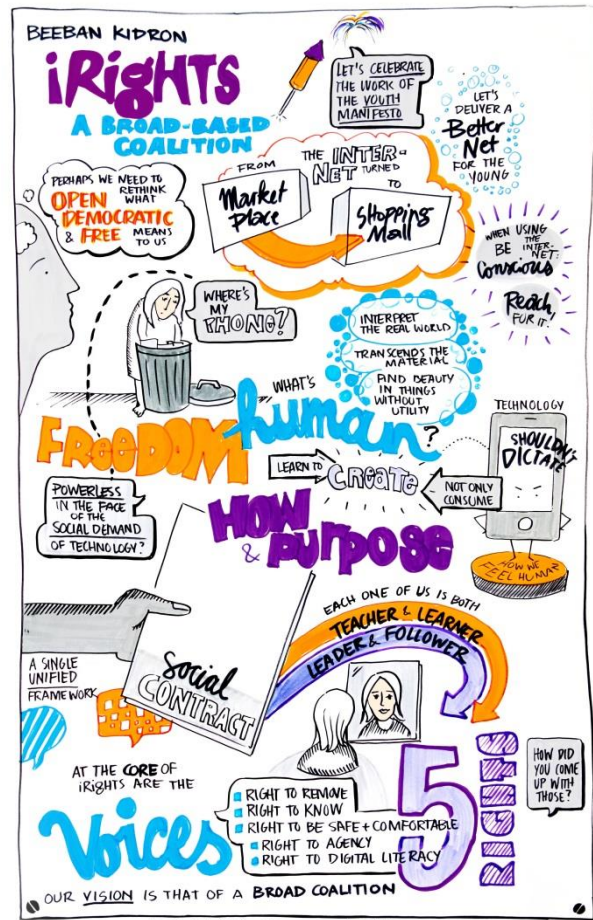 BEEBAN KIDRON
iRiGHTS
A BROAD-BASED
COALITION
LET'S CELEBRATE
THE WORK OF
THE YOUTH
MANIFESTO
LET'S
DELIVER A
Better
Net
FOR THE
YOUNG
PERHAPS WE NEED TO
RETHINK
WHAT
OPEN
DEMOCRATIC
& FREE MEANS
TO US
FROM
THE INTER-
NET TURNED
TO
Market
place
Shopping
Mall
WHEN USING
THE
BE INTER-
NET:
Conscious
Reach
FOR IT!
WHERE'S
MY
PHONE?
INTERPRET
THE REAL WORLD
TRANSCENDS THE
MATERIAL
FIND BEAUTY
IN THINGS
WITHOUT
UTILITY
WHAT'S
human?
FREEDOM
TECHNOLOGY
SHOULDN'T
DICTATE
HOW WE
FEEL HUMAN
LEARN TO
CREATE
NOT ONLY
CONSUME
POWERLESS
IN THE FACE
OF THE
SOCIAL DEMAND
OF TECHNOLOGY?
HOW
& purpose
EACH ONE OF US IS BOTH
TEACHER & LEARNER
LEADER & FOLLOWER
A SINGLE
UNIFIED
FRAMEWORK
Social
CONTRACT
AT THE CORE OF
iRiGHTS ARE THE
Voices
RIGHT TO REMOVE
RIGHT TO KNOW
RIGHT TO BE SAFE + COMFORTABLE
RIGHT TO AGENCY
RIGHT TO DIGITAL LITERACY
5
RIGHTS
HOW DID
YOU COME
UP WITH
THOSE?
OUR VISION IS THAT OF A BROAD COALITION